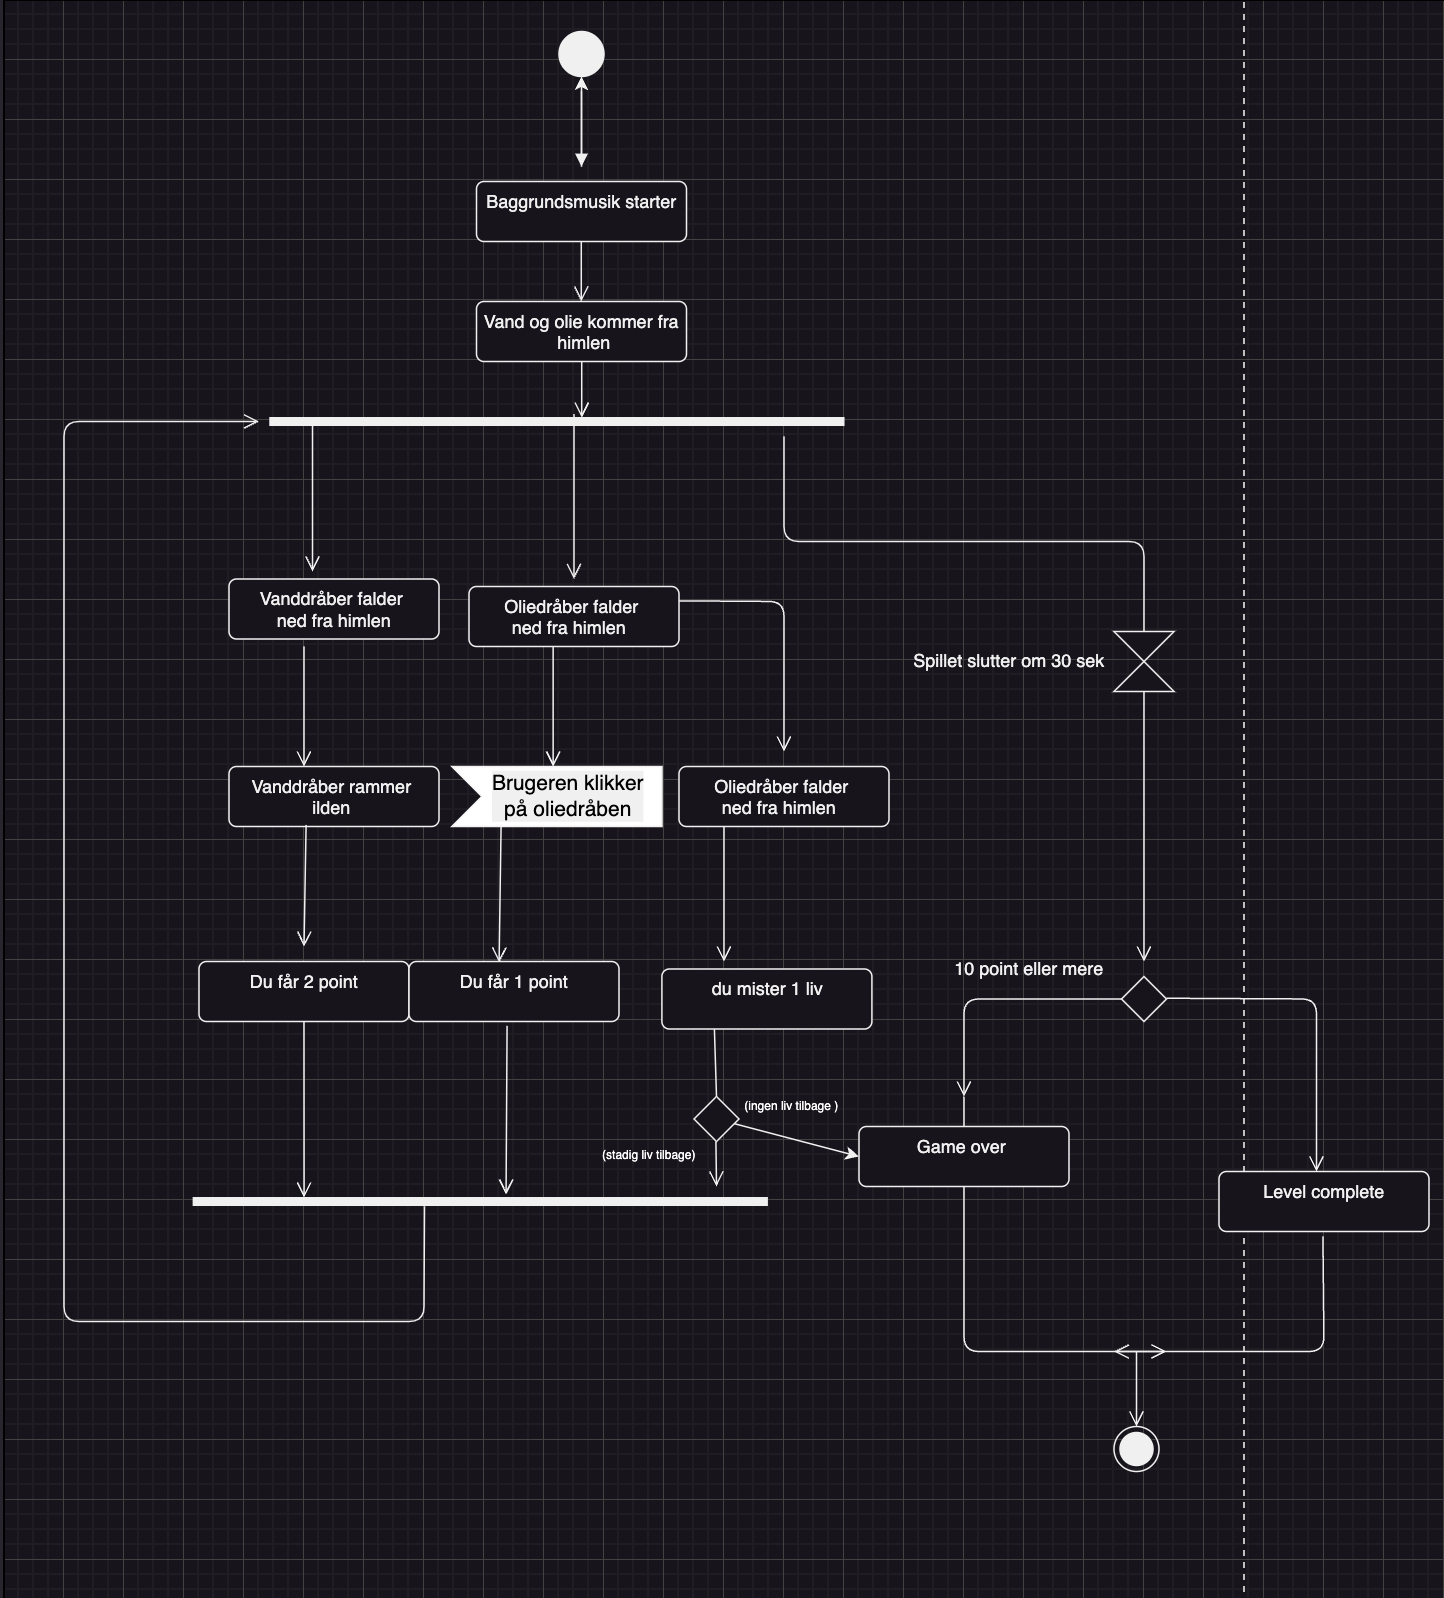 Baggrundsmusik starter
Vand og olie kommer fra
himlen
Vanddråber falder
ned fra himlen
Oliedråber falder
ned fra himlen
Spillet slutter om 30 sek
Vanddråber rammer
ilden
Brugeren klikker
på oliedråben
Oliedråber falder
ned fra himlen
10 point eller mere
Du får 2 point
Du får 1 point
du mister 1 liv
(ingen liv tilbage )
(stadig liv tilbage)
Game over
Level complete